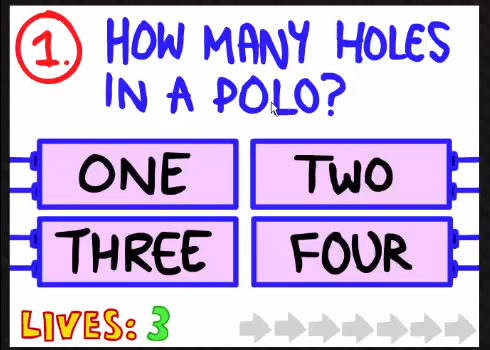 1. HOW MANY HOLES
IN A POLO?
ONE
TWO
THREE
FOUR
LIVES: 3